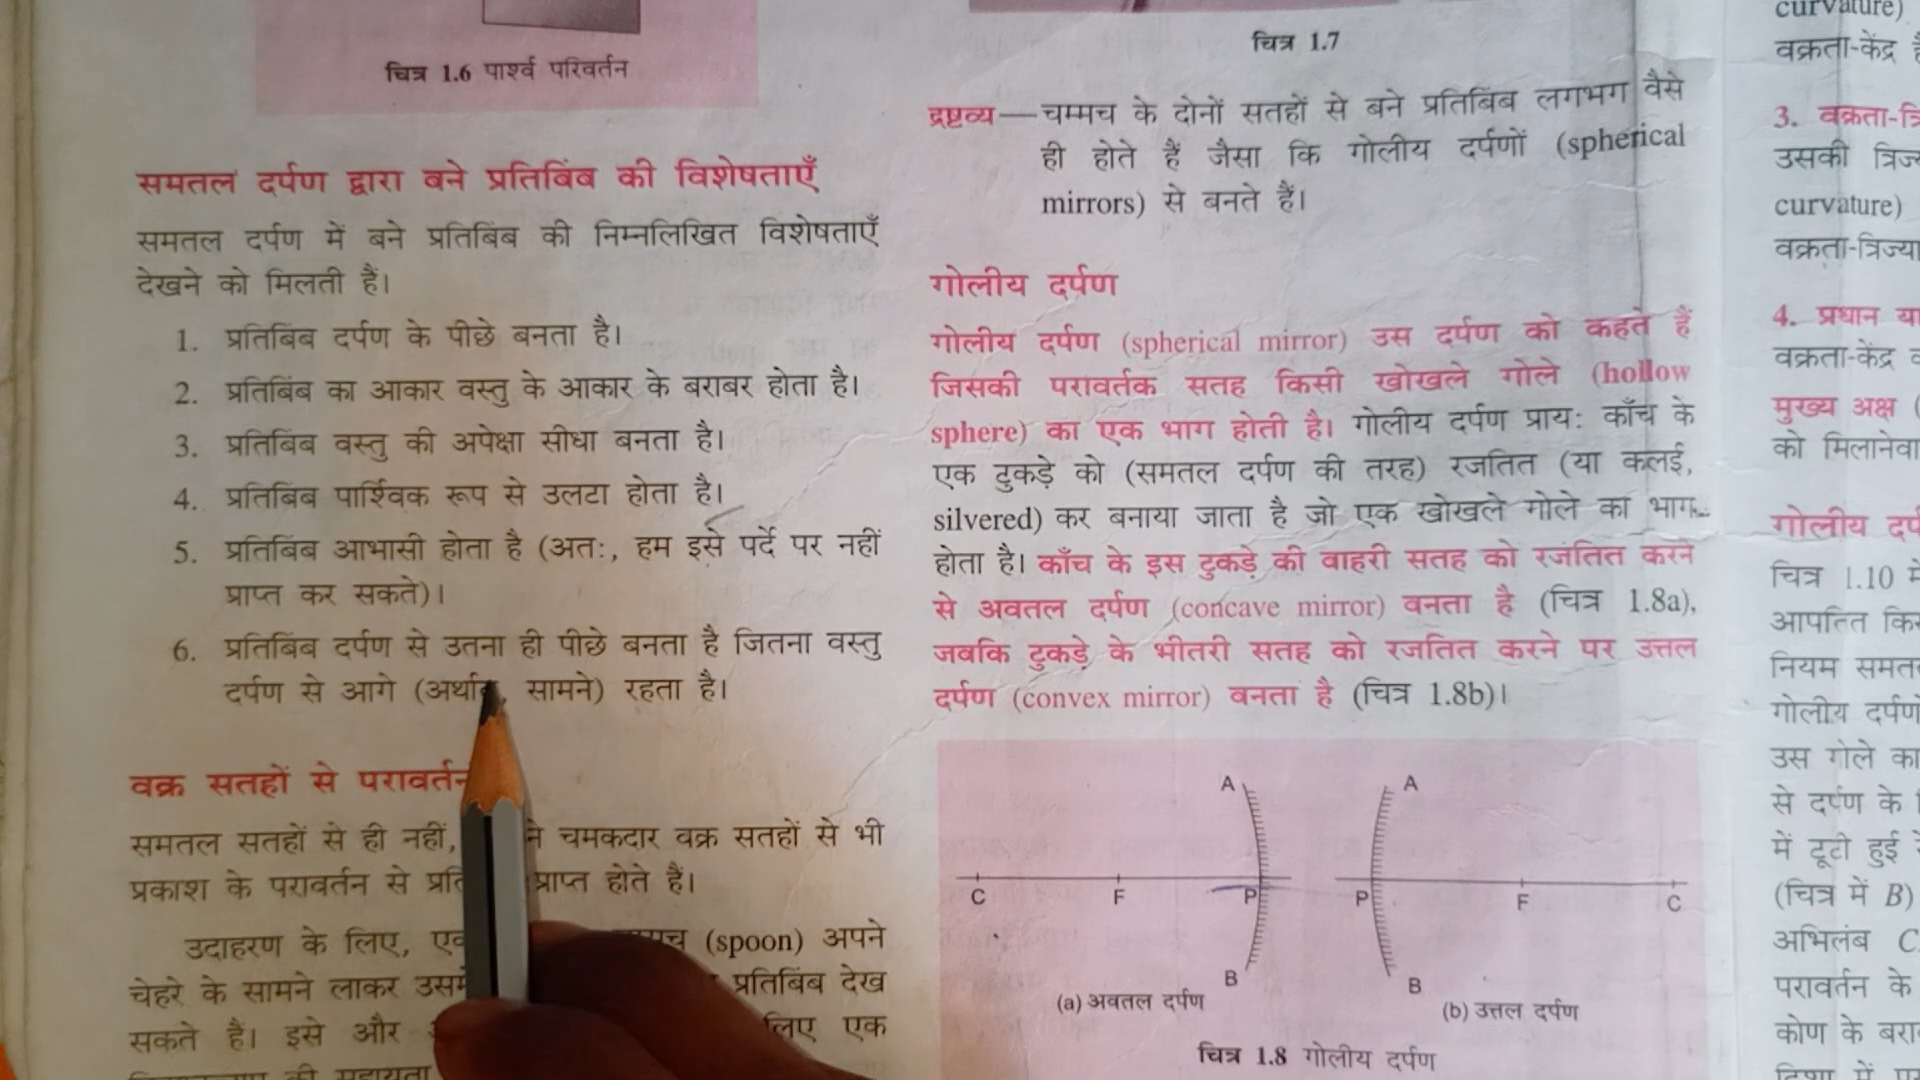 चित्र 1.6 पार्श्व परिवर्तन
समतल दर्पण द्वारा बने प्रतिबिंब की विशेषताएँ
समतल दर्पण में बने प्रतिबिंब की निम्नलिखित विशेषताएँ
देखने को मिलती हैं।
1. प्रतिबिंब दर्पण के पीछे बनता है।
2. प्रतिबिंब का आकार वस्तु के आकार के बराबर होता है।
3. प्रतिबिंब वस्तु की अपेक्षा सीधा बनता है।
4. प्रतिबिंब पार्श्विक रूप से उलटा होता है।
5. प्रतिबिंब आभासी होता है (अतः, हम इसे पर्दे पर नहीं
प्राप्त कर सकते)।
6. प्रतिबिंब दर्पण से उतना ही पीछे बनता है जितना वस्तु
दर्पण से आगे सामने) रहता है।
वक्र सतहों से परावर्तन
समतल सतहों से ही नहीं, चमकदार वक्र सतहों से भी
प्रकाश के परावर्तन से प्राप्त होते हैं।
उदाहरण के लिए, (spoon) अपने
चेहरे के सामने लाकर प्रतिबिंब देख
सकते हैं। इसे और लिए एक
चित्र 1.7
द्रष्टव्य—चम्मच के दोनों सतहों से बने प्रतिबिंब लगभग वैसे
ही होते हैं जैसा कि गोलीय दर्पणों (spherical
mirrors) से बनते हैं।
गोलीय दर्पण
गोलीय दर्पण (spherical mirror) उस दर्पण को कहते हैं
जिसकी परावर्तक सतह किसी खोखले गोले (hollow
sphere) का एक भाग होती है। गोलीय दर्पण प्रायः काँच के
एक टुकड़े को (समतल दर्पण की तरह) रजतित (या कलई,
silvered) कर बनाया जाता है जो एक खोखले गोले का भाग
होता है। काँच के इस टुकड़े की बाहरी सतह को रजतित करने
से अवतल दर्पण (concave mirror) बनता है (चित्र 1.8a),
जबकि टुकड़े के भीतरी सतह को रजतित करने पर उत्तल
दर्पण (convex mirror) बनता है (चित्र 1.8b)।
A A
C F P P F C
B B
(a) अवतल दर्पण (b) उत्तल दर्पण
चित्र 1.8 गोलीय दर्पण
curvature)
वक्रता-केंद्र
3.
उसकी
curvature)
वक्रता-त्रिज्या
4. प्रधान
वक्रता-केंद्र
मुख्य अक्ष (
को
गोलीय
चित्र 1.10
आपतित
नियम
गोलीय
उस गोले का
से दर्पण के
में टूटी हुई
(चित्र में B)
अभिलंब C
परावर्तन के
कोण के